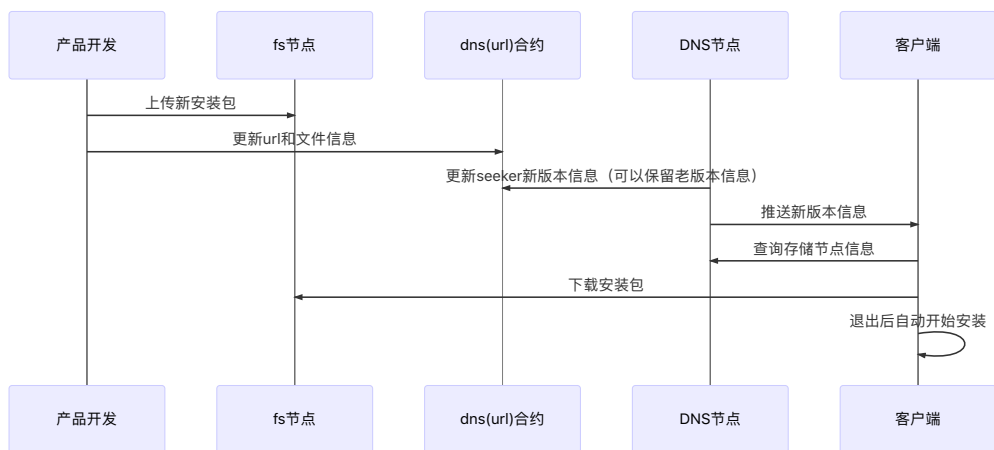 产品开发
fs节点
dns(url)合约
DNS节点
客户端
上传新安装包
更新url和文件信息
更新seeker新版本信息（可以保留老版本信息）
推送新版本信息
查询存储节点信息
下载安装包
退出后自动开始安装
产品开发
fs节点
dns(url)合约
DNS节点
客户端